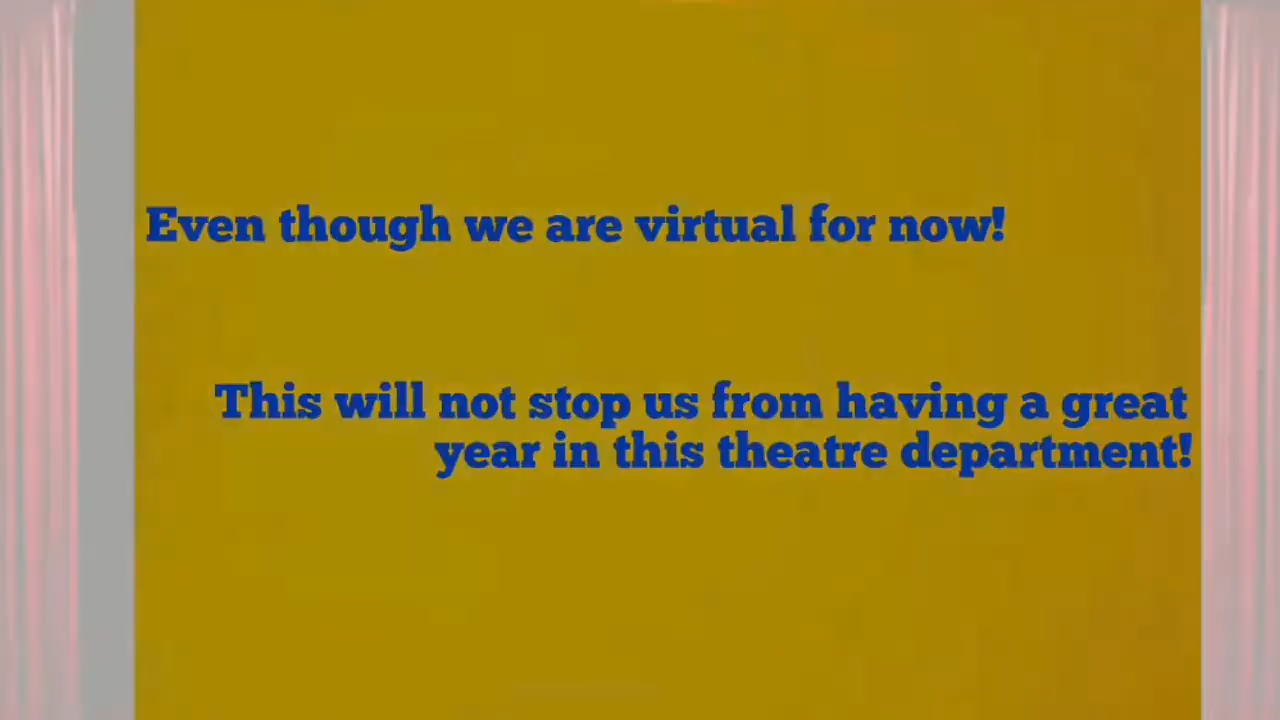 Even though we are virtual for now!
This will not stop us from having a great
year in this theatre department!